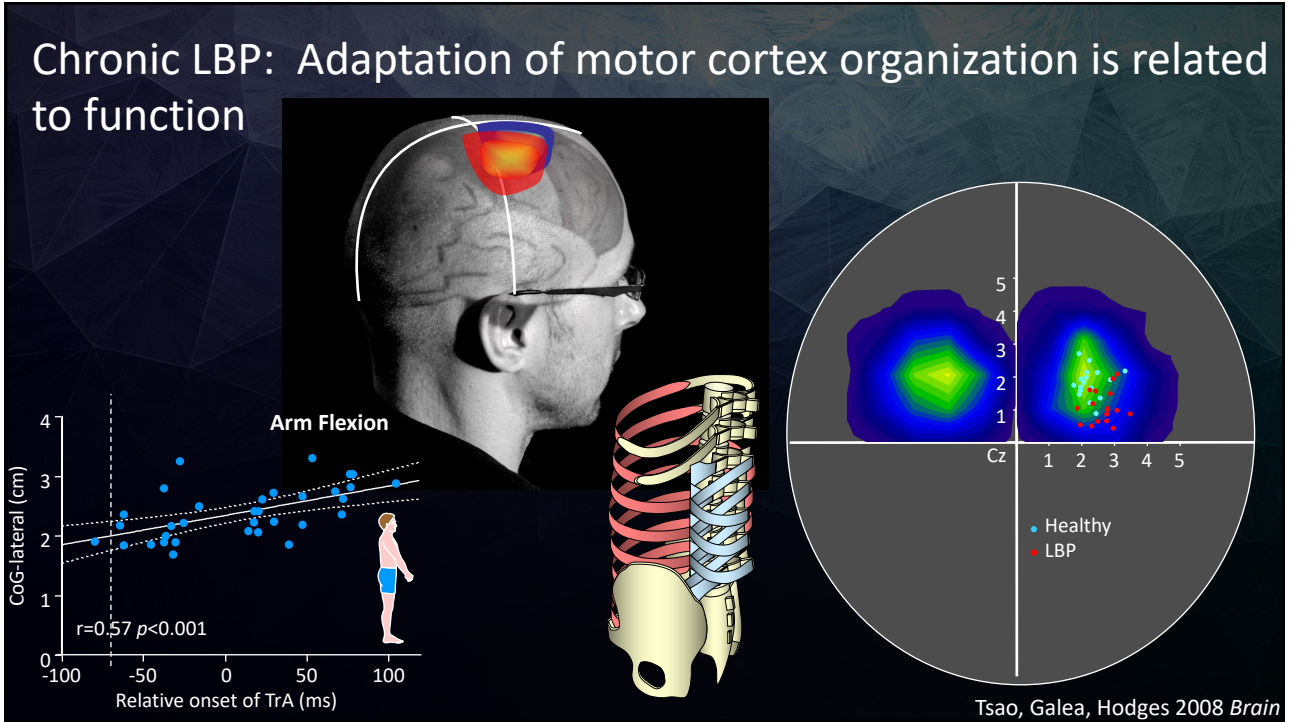 Chronic LBP:  Adaptation of motor cortex organization is related
to function
Arm Flexion
CoG-lateral (cm)
4
3
2
1
0
r=0.57 p<0.001
-100 -50 0 50 100
Relative onset of TrA (ms)
5
4
3
2
1
Cz 1 2 3 4 5
Healthy
LBP
Tsao, Galea, Hodges 2008 Brain